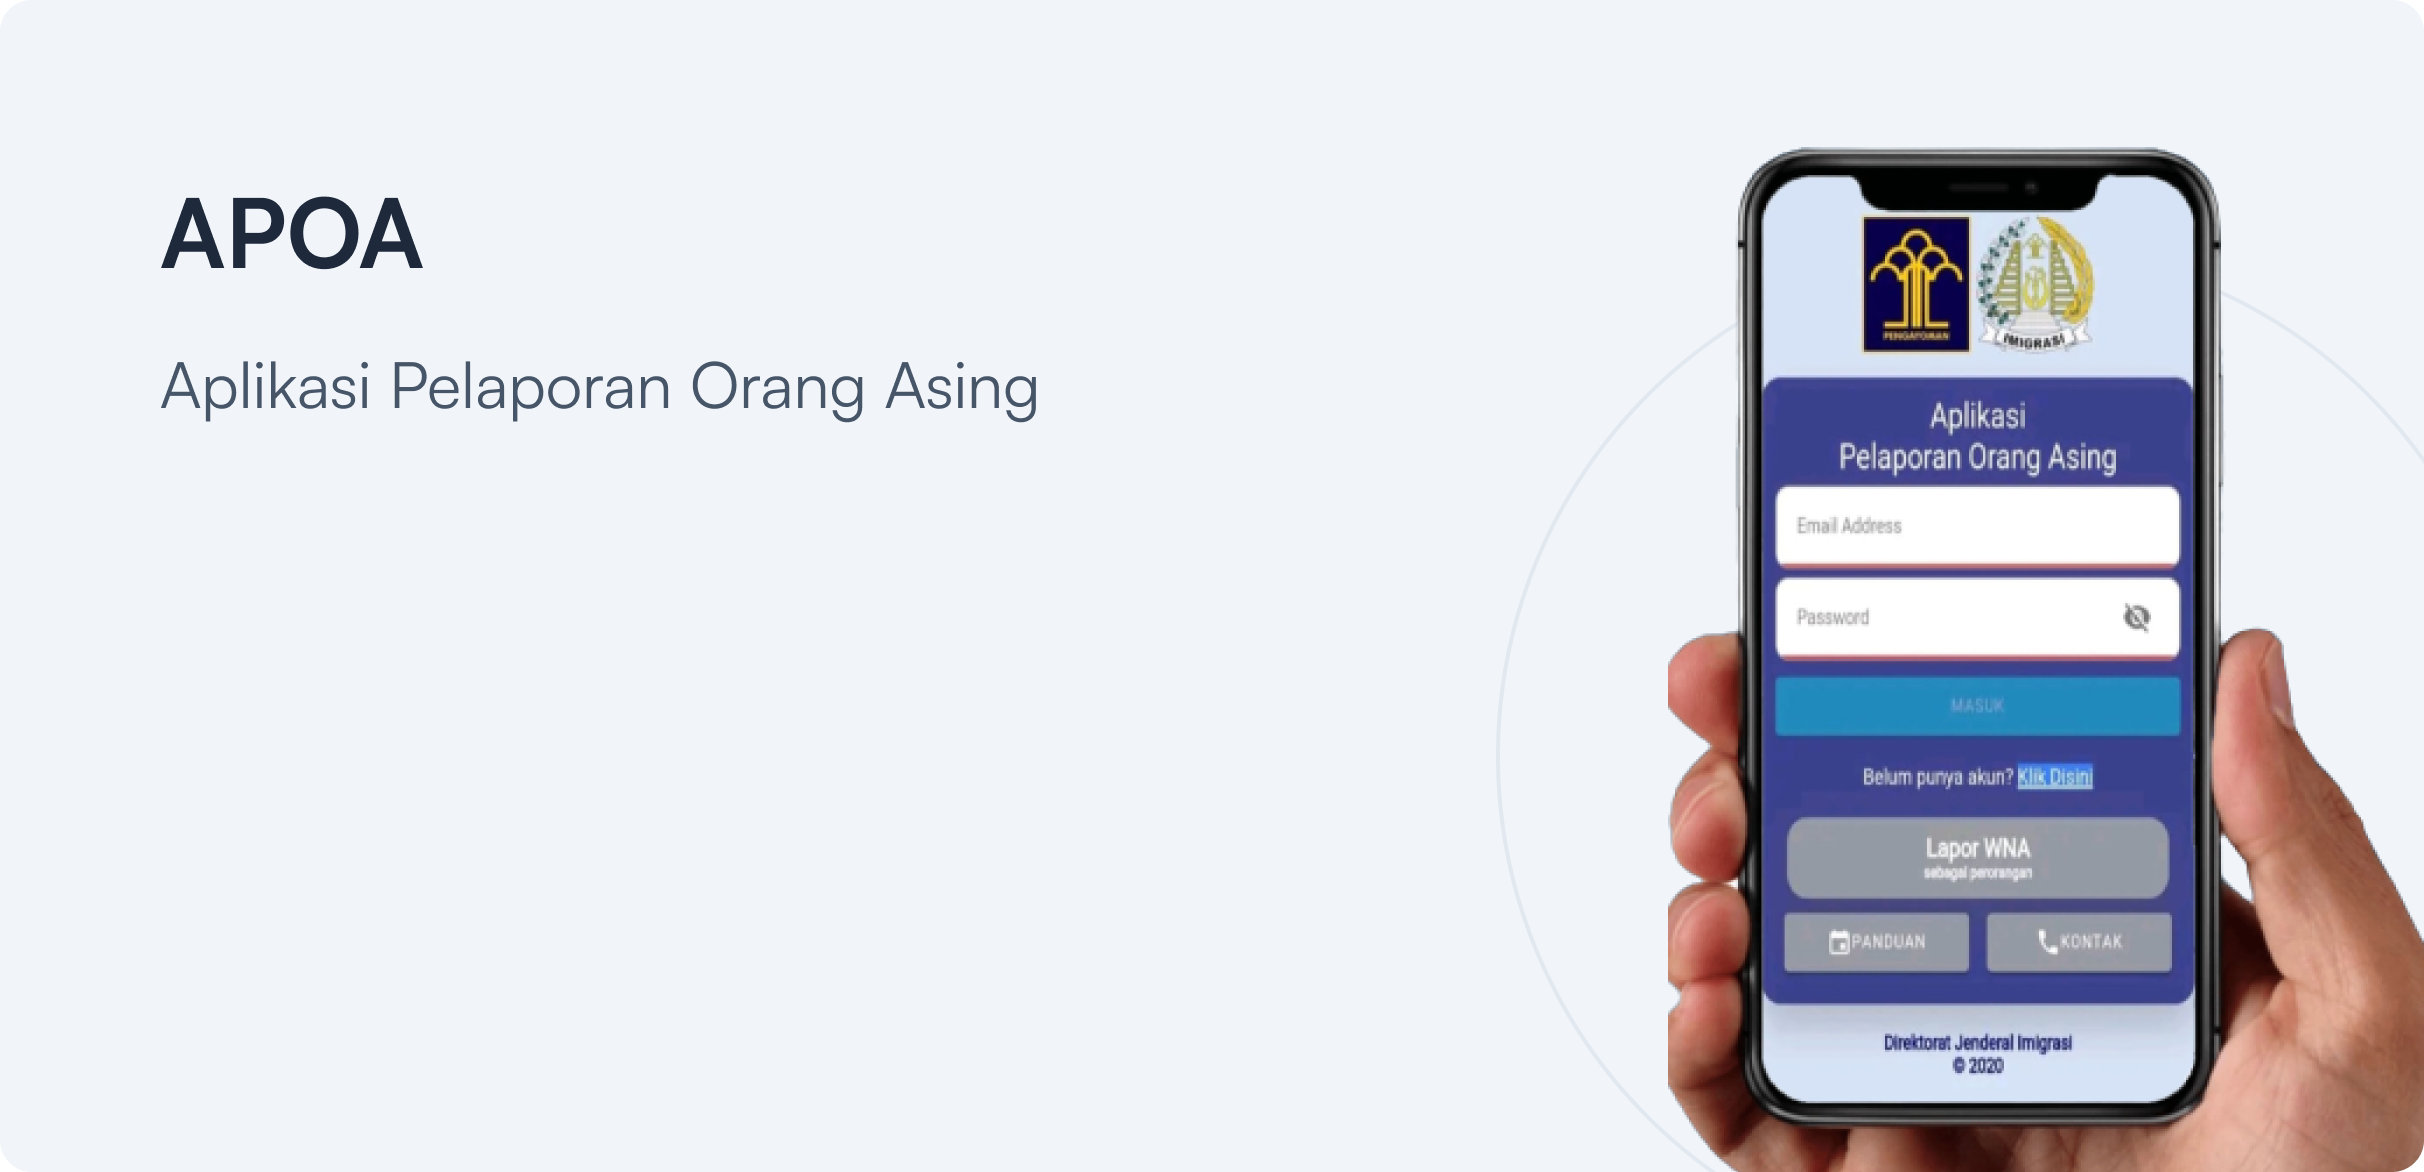 APOA
Aplikasi Pelaporan Orang Asing
PENGAYOMAN
IMIGRASI
Aplikasi
Pelaporan Orang Asing
Email Address
Password
MASUK
Belum punya akun? Klik Disini
Lapor WNA
sebagai perorangan
PANDUAN
KONTAK
Direktorat Jenderal Imigrasi
© 2020